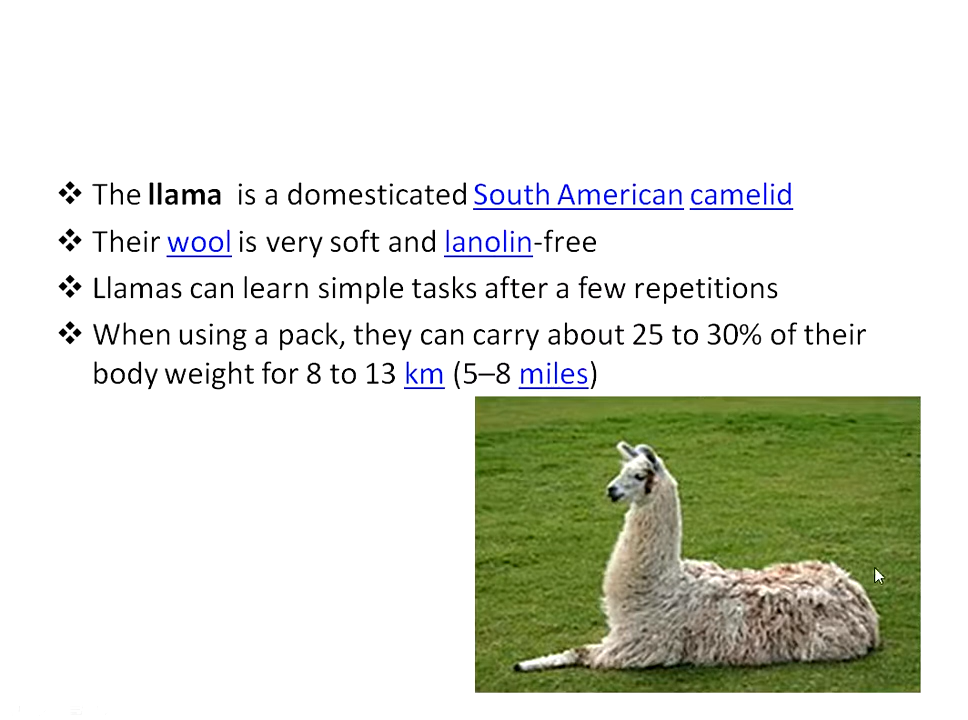 ❖ The llama is a domesticated South American camelid
❖ Their wool is very soft and lanolin-free
❖ Llamas can learn simple tasks after a few repetitions
❖ When using a pack, they can carry about 25 to 30% of their
body weight for 8 to 13 km (5–8 miles)